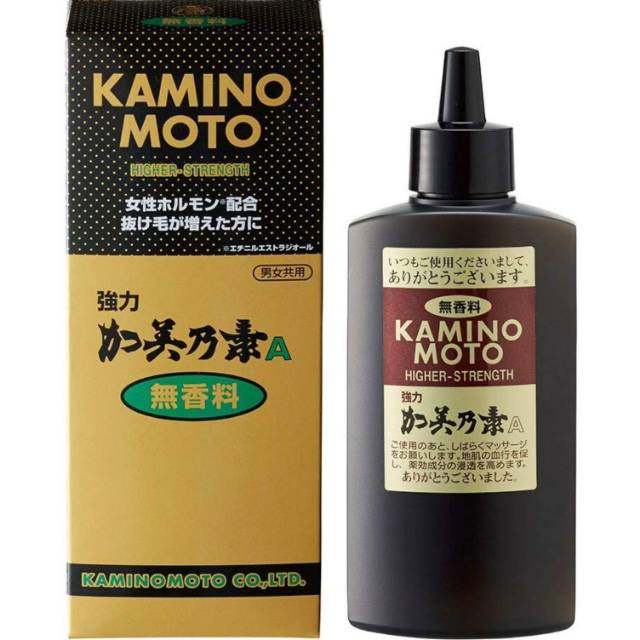 無香料
KAMINO
MOTO
HIGHER-STRENGTH
女性ホルモン※配合
抜け毛が増えた方に
※エチニルエストラジオール
男女共用
強力
加美乃素A
無香料
KAMINOMOTO CO.,LTD.
いつもご使用くださいまして、
ありがとうございます。
無香料
KAMINO
MOTO
HIGHER-STRENGTH
強力
加美乃素A
ご使用のあと、しばらくマッサージ
をお願いします。地肌の血行を促
し、薬効成分の浸透を高めます。
ありがとうございました。